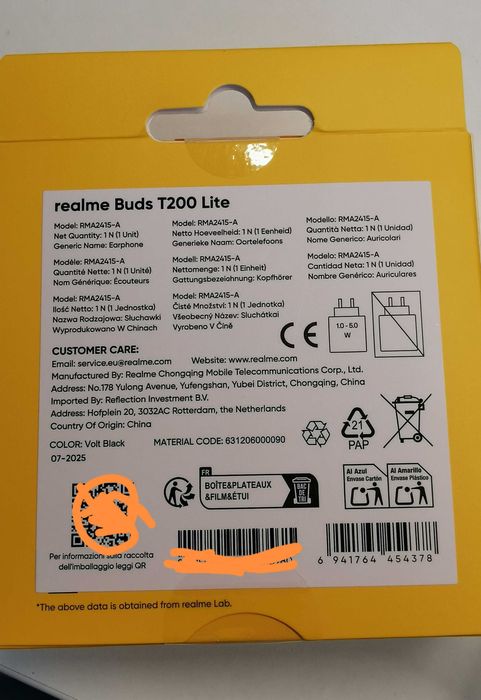 realme Buds T200 Lite
Model: RMA2415-A
Net Quantity: 1 N (1 Unit)
Generic Name: Earphone
Model: RMA2415-A
Netto Hoeveelheid: 1 N (1 Eenheid)
Generieke Naam: Oortelefoons
Modello: RMA2415-A
Quantità Netta: 1 N (1 Unidad)
Nome Generico: Auricolari
Modèle: RMA2415-A
Quantité Nette: 1 N (1 Unité)
Nom Générique: Écouteurs
Modell: RMA2415-A
Nettomenge: 1 N (1 Einheit)
Gattungsbezeichnung: Kopfhörer
Modelo: RMA2415-A
Cantidad Neta: 1 N (1 Unidad)
Nombre Genérico: Auriculares
Model: RMA2415-A
Ilość Netto: 1 N (1 Jednostka)
Nazwa Rodzajowa: Słuchawki
Wyprodukowano W Chinach
Model: RMA2415-A
Čisté Množství: 1 N (1 Jednotka)
Všeobecný Název: Sluchátkai
Vyrobeno V Číně
CE
1.0 - 5.0
W
CUSTOMER CARE:
Email: service.eu@realme.com Website: www.realme.com
Manufactured By: Realme Chongqing Mobile Telecommunications Corp., Ltd.
Address: No.178 Yulong Avenue, Yufengshan, Yubei District, Chongqing, China
Imported By: Reflection Investment B.V.
Address: Hofplein 20, 3032AC Rotterdam, the Netherlands
Country Of Origin: China
COLOR: Volt Black MATERIAL CODE: 631206000090
07-2025
21
PAP
FR
BOÎTE&PLATEAUX
&FILM&ÉTUI
BAC
DE
TRI
Al Azul
Envase Cartón
Al Amarillo
Envase Plástico
Per informazioni sulla raccolta
dell'imballaggio leggi QR
6 941764 454378
*The above data is obtained from realme Lab.